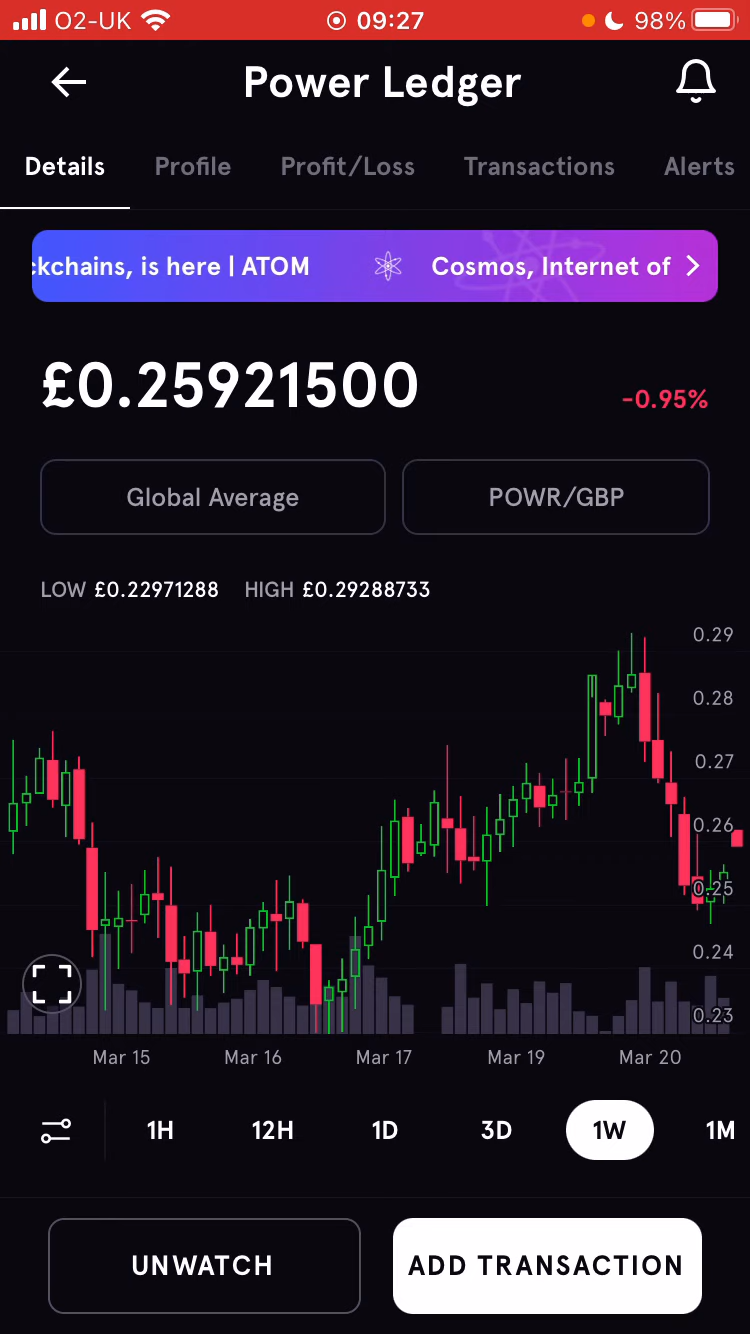 O2-UK 09:27 98%
Power Ledger
Details Profile Profit/Loss Transactions Alerts
ckchains, is here | ATOM Cosmos, Internet of
£0.25921500 -0.95%
Global Average POWR/GBP
LOW £0.22971288 HIGH £0.29288733
0.29
0.28
0.27
0.26
0.25
0.24
0.23
Mar 15 Mar 16 Mar 17 Mar 19 Mar 20
1H 12H 1D 3D 1W 1M
UNWATCH ADD TRANSACTION